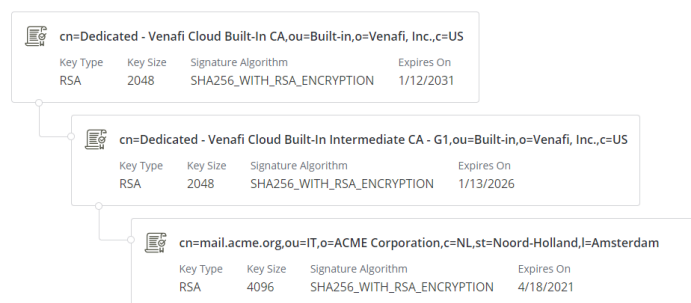 cn=Dedicated - Venafi Cloud Built-In CA,ou=Built-in,o=Venafi, Inc.,c=US
Key Type Key Size Signature Algorithm Expires On
RSA 2048 SHA256_WITH_RSA_ENCRYPTION 1/12/2031
cn=Dedicated - Venafi Cloud Built-In Intermediate CA - G1,ou=Built-in,o=Venafi, Inc.,c=US
Key Type Key Size Signature Algorithm Expires On
RSA 2048 SHA256_WITH_RSA_ENCRYPTION 1/13/2026
cn=mail.acme.org,ou=IT,o=ACME Corporation,c=NL,st=Noord-Holland,l=Amsterdam
Key Type Key Size Signature Algorithm Expires On
RSA 4096 SHA256_WITH_RSA_ENCRYPTION 4/18/2021